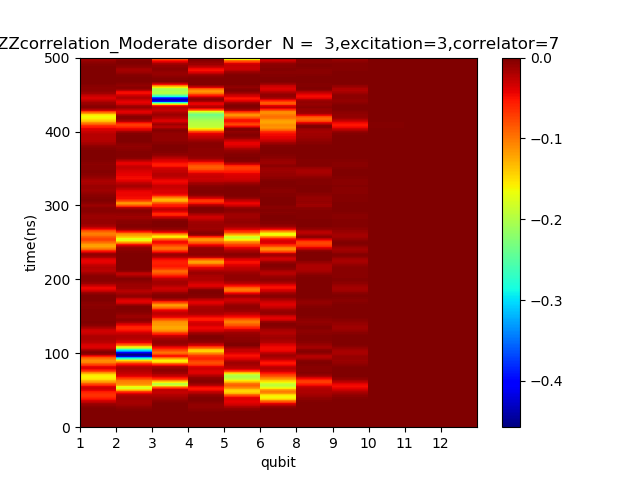 ZZcorrelation_Moderate disorder  N =  3,excitation=3,correlator=7
500
400
300
200
100
0
time(ns)
1 2 3 4 5 6 8 9 10 11 12
qubit
0.0
−0.1
−0.2
−0.3
−0.4